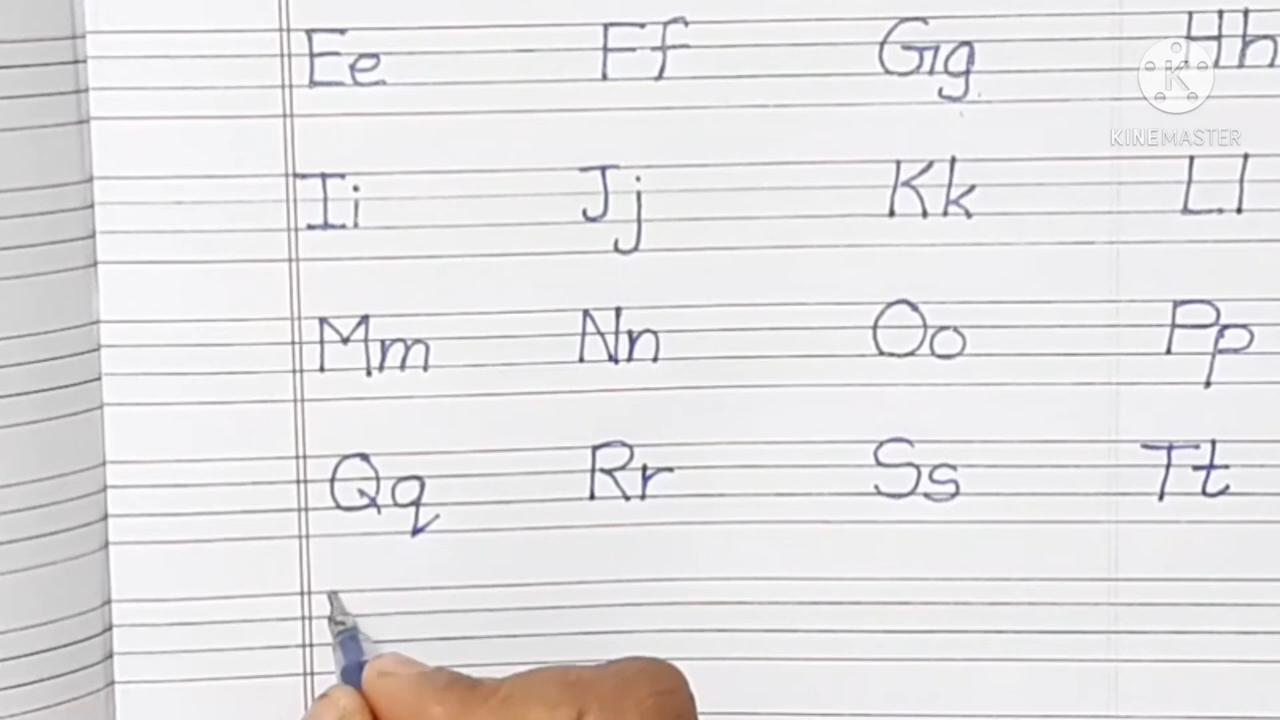 Ee Ff Gg Hh
K
KINEMASTER
Ii Jj Kk Ll
Mm Nn Oo Pp
Qq Rr Ss Tt